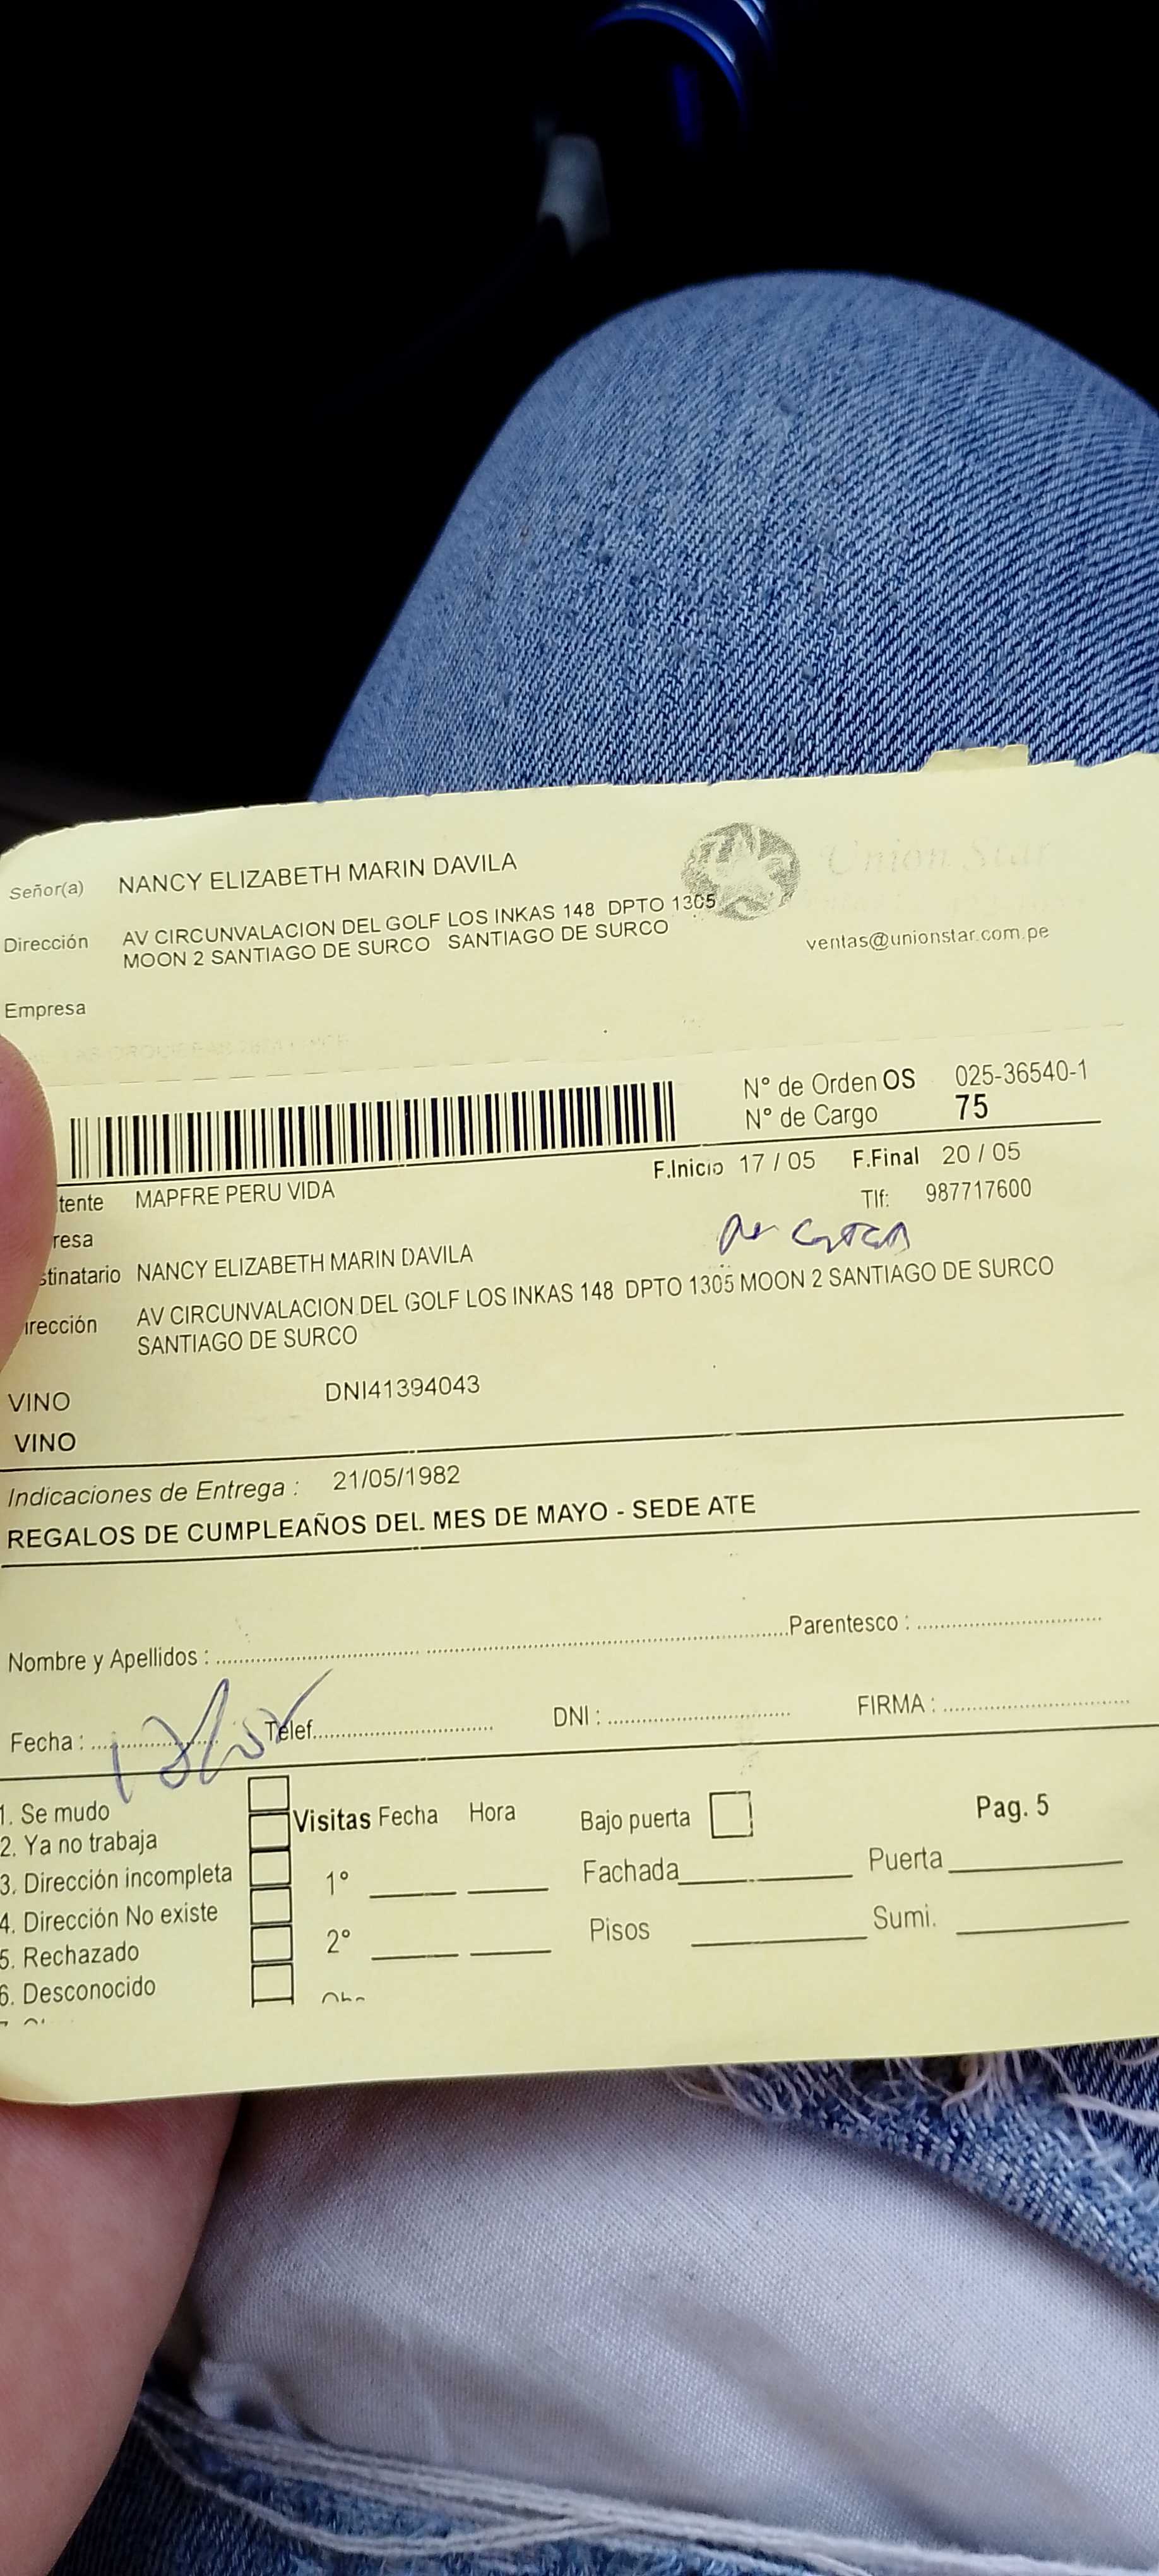 Señor(a) NANCY ELIZABETH MARIN DAVILA
Union Star
Dirección AV CIRCUNVALACION DEL GOLF LOS INKAS 148 DPTO 1305
MOON 2 SANTIAGO DE SURCO SANTIAGO DE SURCO
ventas@unionstar.com.pe
Empresa
N° de Orden OS 025-36540-1
N° de Cargo 75
F.Inicio 17 / 05 F.Final 20 / 05
tente MAPFRE PERU VIDA
Tlf: 987717600
resa
stinatario NANCY ELIZABETH MARIN DAVILA
irección AV CIRCUNVALACION DEL GOLF LOS INKAS 148 DPTO 1305 MOON 2 SANTIAGO DE SURCO
SANTIAGO DE SURCO
VINO DNI41394043
VINO
Indicaciones de Entrega : 21/05/1982
REGALOS DE CUMPLEAÑOS DEL MES DE MAYO - SEDE ATE
Nombre y Apellidos : Parentesco :
Fecha : Telef. DNI : FIRMA :
1. Se mudo
2. Ya no trabaja
3. Dirección incompleta
4. Dirección No existe
5. Rechazado
6. Desconocido
Visitas Fecha Hora
1°
2°
Bajo puerta
Fachada
Pisos
Pag. 5
Puerta
Sumi.